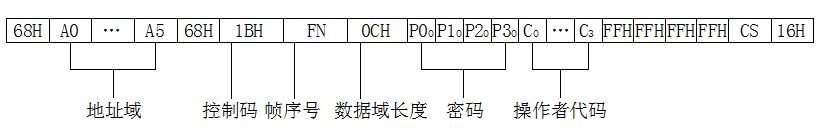 68H A0 … A5 68H 1BH FN 0CH P0₀ P1₀ P2₀ P3₀ C₀ … C₃ FFH FFH FFH FFH CS 16H
地址域 控制码 帧序号 数据域长度 密码 操作者代码